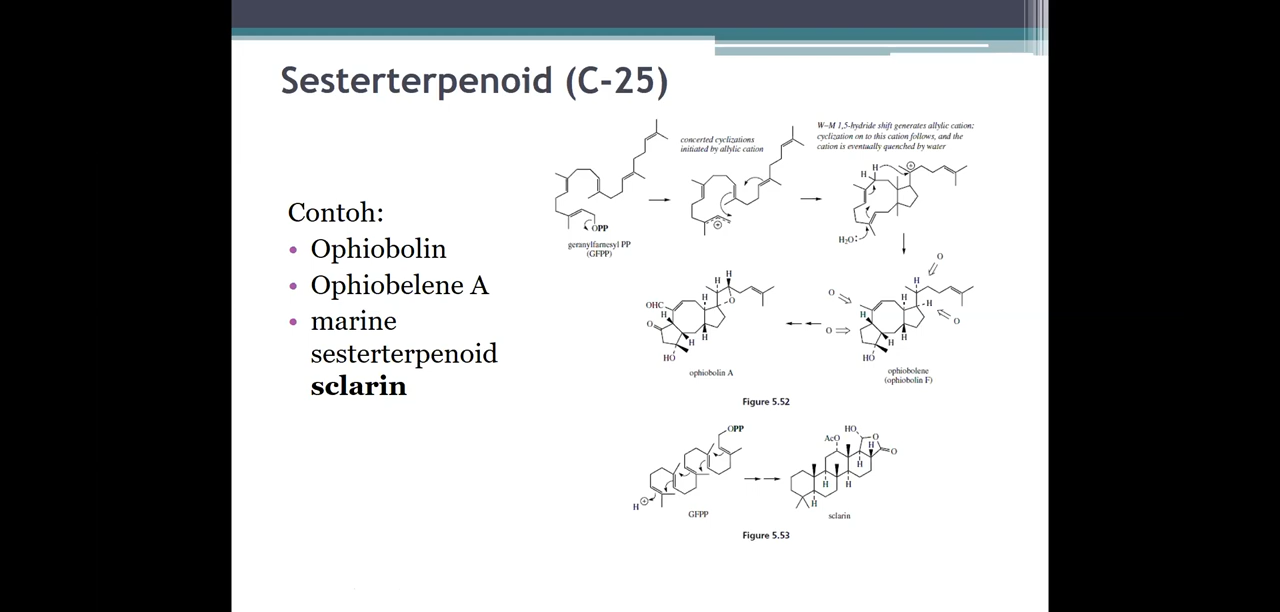 Sesterterpenoid (C-25)
Contoh:
• Ophiobolin
• Ophiobelene A
• marine
sesterterpenoid
sclarin
OPP
geranylfarnesyl PP
(GFPP)
concerted cyclizations
initiated by allylic cation
W–M 1,5-hydride shift generates allylic cation;
cyclization on to this cation follows, and the
cation is eventually quenched by water
H H
H2O:
OHC
H H
H
O
O
H
H
H
HO
ophiobolin A
O
O
H
H
H
H
O
O
H
H
HO
ophiobolene
(ophiobolin F)
Figure 5.52
OPP
H
GFPP
HO
O
AcO
H
O
H
H
H
H
sclarin
Figure 5.53